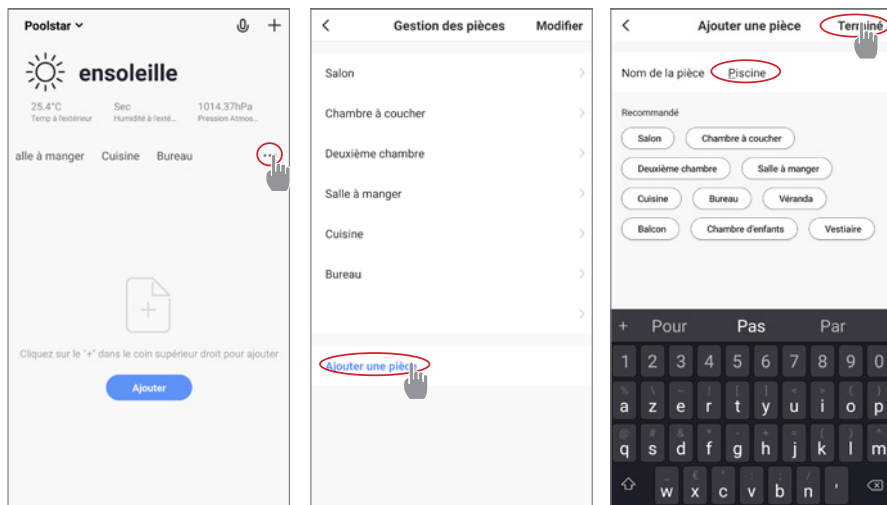 Poolstar
ensoleille
25.4°C Sec 1014.37hPa
Temp à l'extérieur Humidité à l'exté... Pression Atmos...
alle à manger Cuisine Bureau ...
Cliquez sur le "+" dans le coin supérieur droit pour ajouter
Ajouter
Gestion des pièces Modifier
Salon
Chambre à coucher
Deuxième chambre
Salle à manger
Cuisine
Bureau
Ajouter une pièce
Ajouter une pièce Terminé
Nom de la pièce Piscine
Recommandé
Salon Chambre à coucher
Deuxième chambre Salle à manger
Cuisine Bureau Véranda
Balcon Chambre d'enfants Vestiaire
+ Pour Pas Par
1 2 3 4 5 6 7 8 9 0
a z e r t y u i o p
q s d f g h j k l m
w x c v b n '